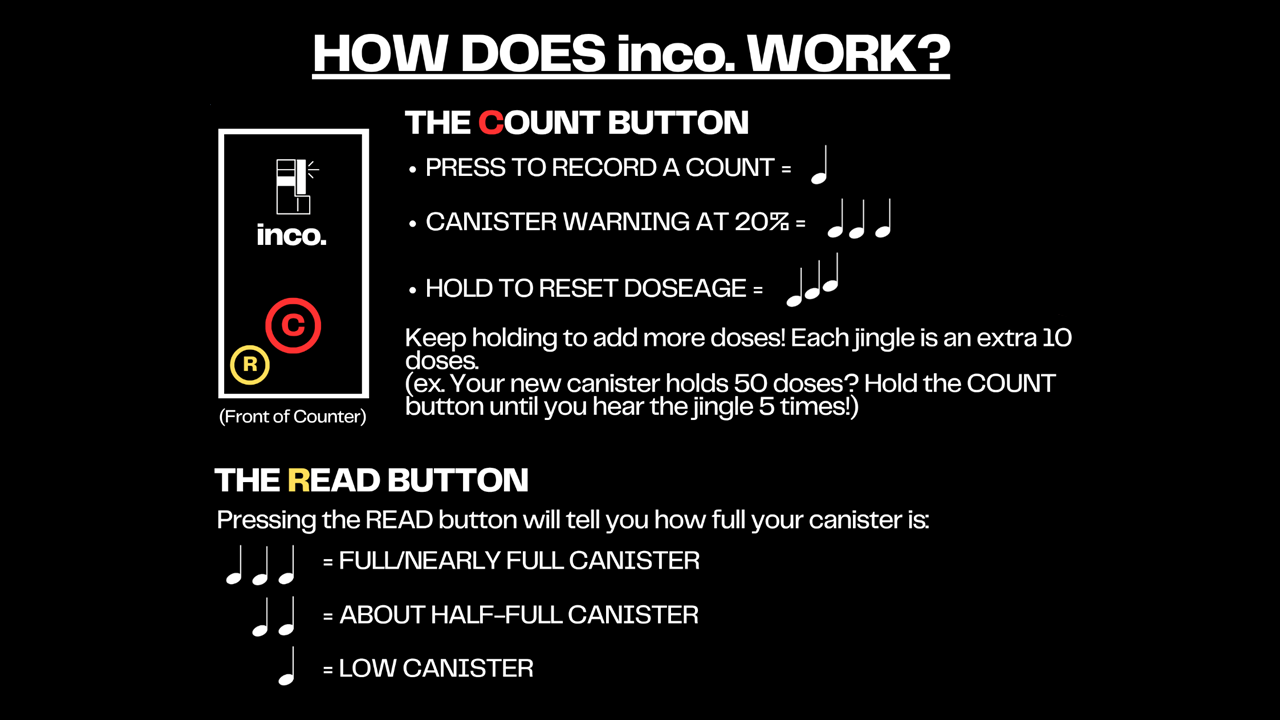 HOW DOES inco. WORK?
THE COUNT BUTTON
• PRESS TO RECORD A COUNT =
• CANISTER WARNING AT 20% =
• HOLD TO RESET DOSEAGE =
Keep holding to add more doses! Each jingle is an extra 10
doses.
(ex. Your new canister holds 50 doses? Hold the COUNT
button until you hear the jingle 5 times!)
inco.
C
R
(Front of Counter)
THE READ BUTTON
Pressing the READ button will tell you how full your canister is:
= FULL/NEARLY FULL CANISTER
= ABOUT HALF-FULL CANISTER
= LOW CANISTER